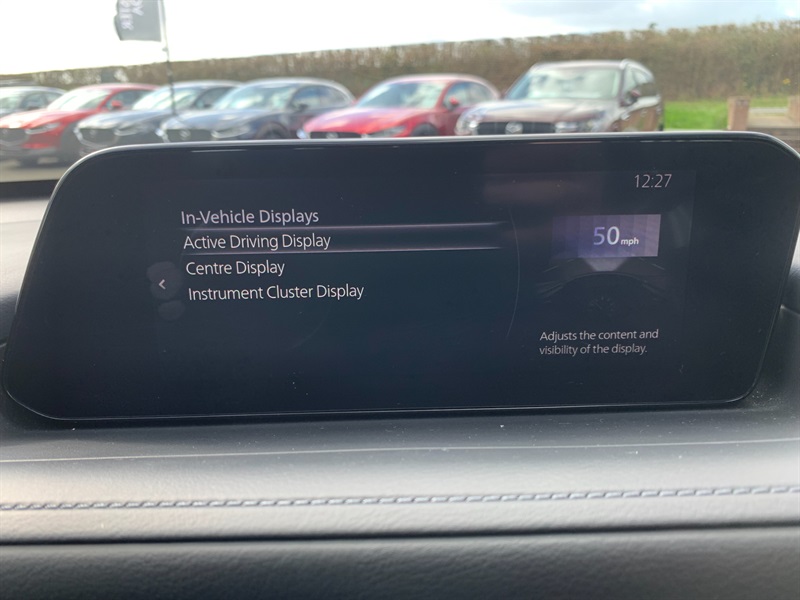 12:27
In-Vehicle Displays
Active Driving Display
Centre Display
Instrument Cluster Display
50 mph
Adjusts the content and
visibility of the display.